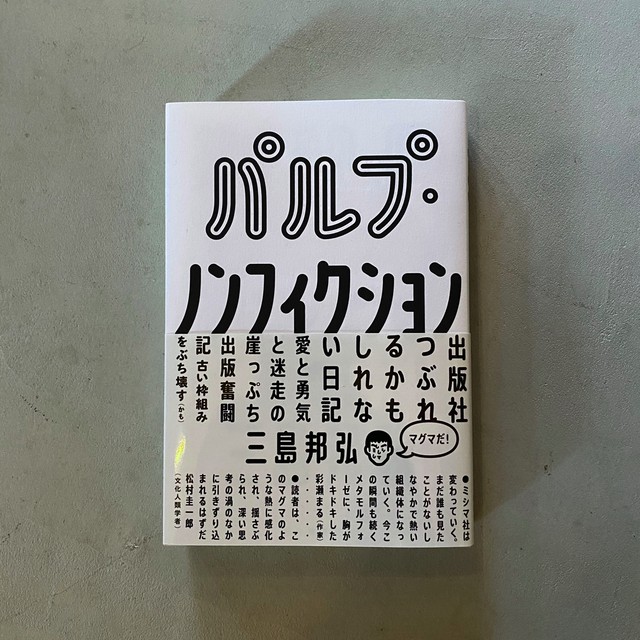 パルプ・
ノンフィクション
出版社
つぶれ
るかも
しれな
い日記
愛と勇気
と迷走の
崖っぷち
出版奮闘
記 古い枠組み
をぶち壊す(かも)
三島邦弘
マグマだ!
●ミシマ社は
変わっていく、
まだ誰も見た
ことがないし
なやかで熱い
組織体になっ
ていく。今こ
の瞬間も続く
メタモルフォ
ーゼに、胸が
ドキドキした
彩瀬まる(作家)
・・・・・・
●読者は、こ
のマグマのよ
うな熱に感化
され、揺さぶ
られ、深い思
考の渦のなか
に引きずり込
まれるはずだ
松村圭一郎
(文化人類学者)